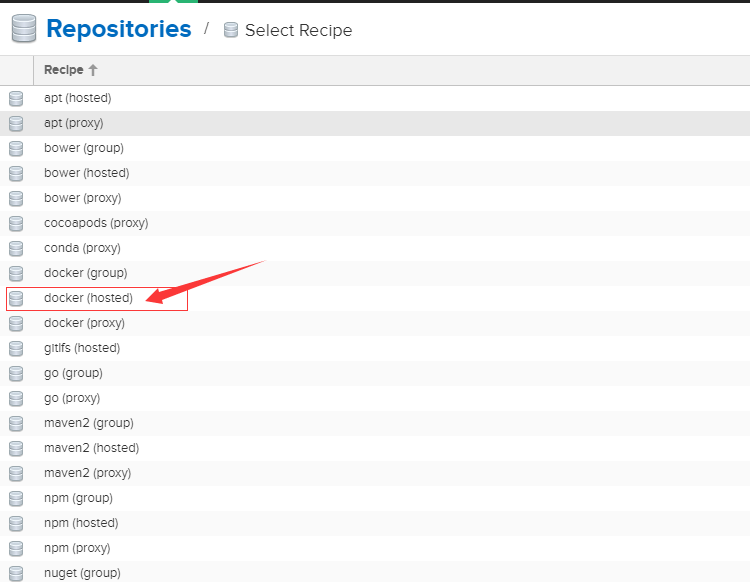 Repositories / Select Recipe
Recipe
apt (hosted)
apt (proxy)
bower (group)
bower (hosted)
bower (proxy)
cocoapods (proxy)
conda (proxy)
docker (group)
docker (hosted)
docker (proxy)
gitlfs (hosted)
go (group)
go (proxy)
maven2 (group)
maven2 (hosted)
maven2 (proxy)
npm (group)
npm (hosted)
npm (proxy)
nuget (group)